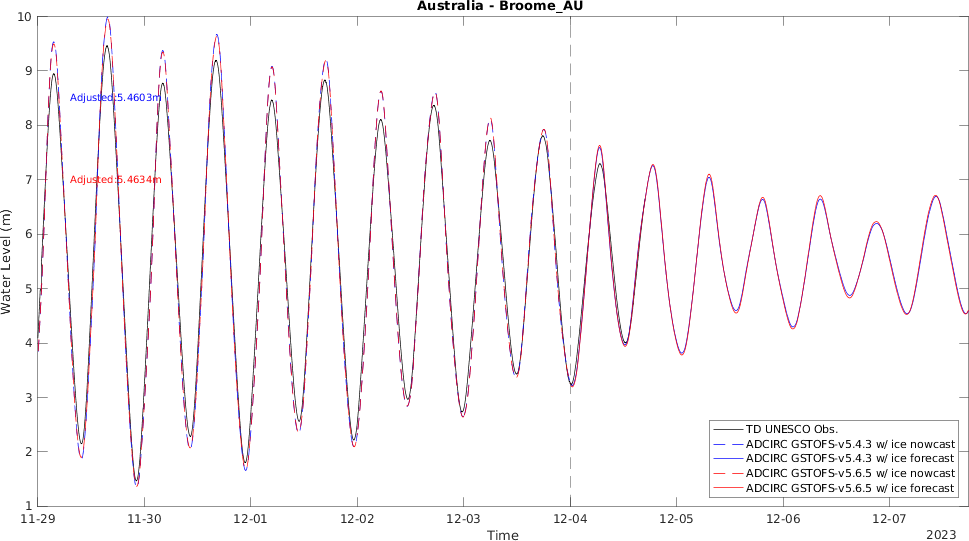 Australia - Broome_AU
10
9
Adjusted:5.4603m
8
7
Adjusted:5.4634m
6
5
4
3
2
1
Water Level (m)
TD UNESCO Obs.
ADCIRC GSTOFS-v5.4.3 w/ ice nowcast
ADCIRC GSTOFS-v5.4.3 w/ ice forecast
ADCIRC GSTOFS-v5.6.5 w/ ice nowcast
ADCIRC GSTOFS-v5.6.5 w/ ice forecast
11-29 11-30 12-01 12-02 12-03 12-04 12-05 12-06 12-07
Time
2023